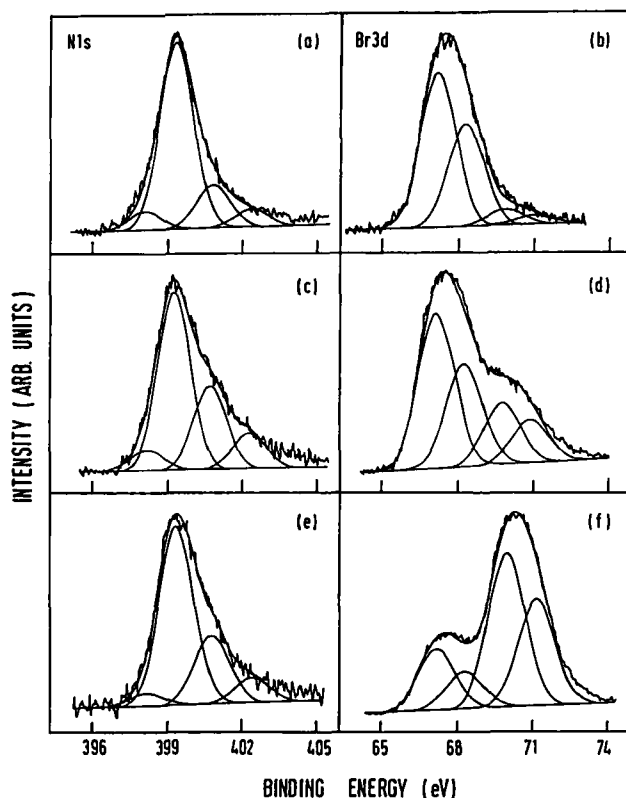 N1s (a) Br3d (b)
(c) (d)
(e) (f)
INTENSITY (ARB. UNITS)
396 399 402 405 65 68 71 74
BINDING ENERGY (eV)